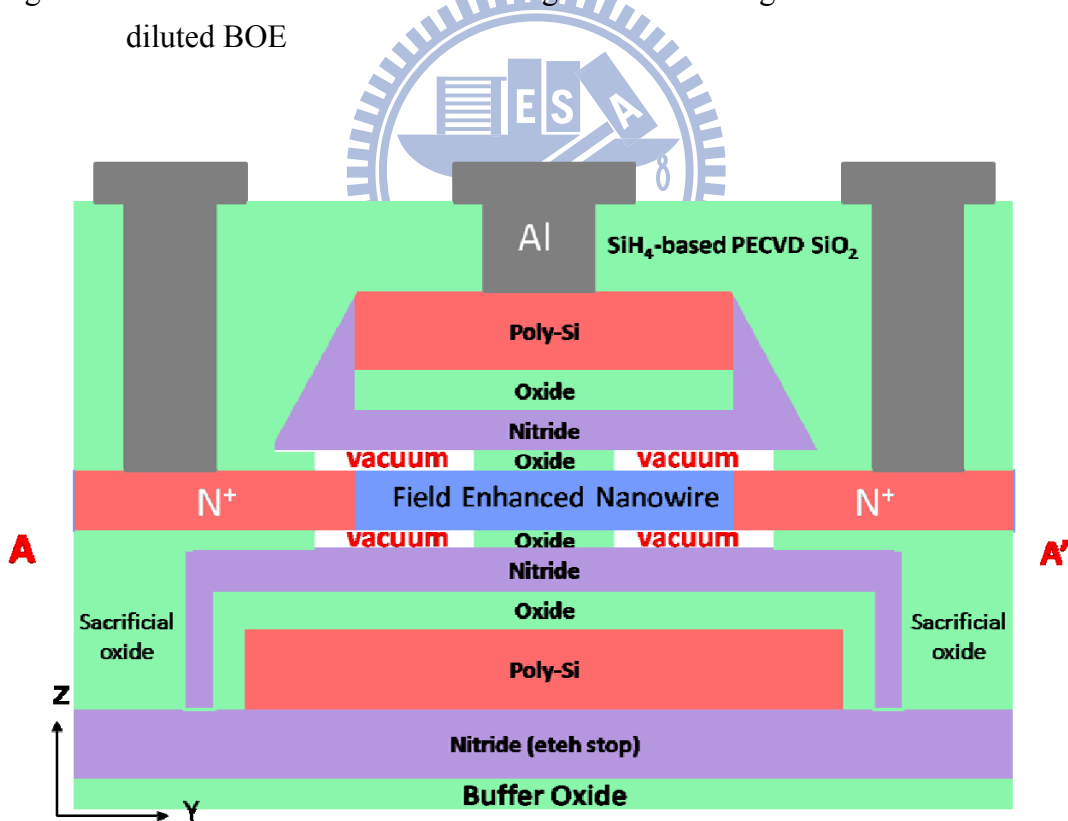 diluted BOE
E S A
Al
SiH₄-based PECVD SiO₂
Poly-Si
Oxide
Nitride
vacuum Oxide vacuum
N⁺ Field Enhanced Nanowire N⁺
A vacuum Oxide vacuum A'
Nitride
Oxide
Sacrificial oxide
Sacrificial oxide
Poly-Si
Z
Nitride (eteh stop)
Buffer Oxide
Y